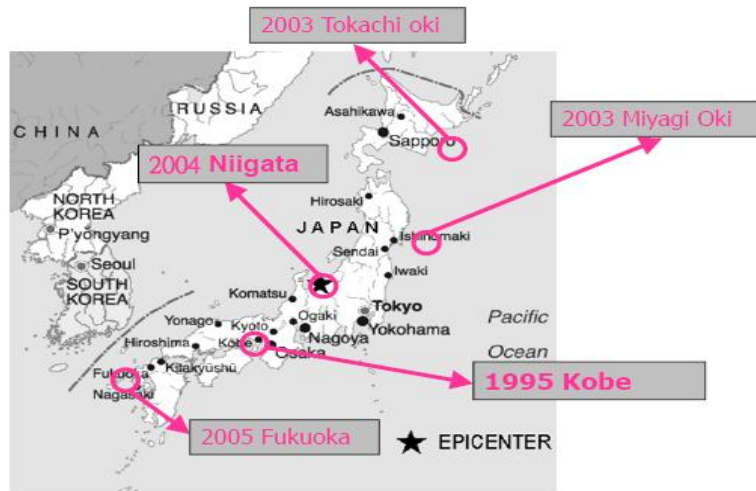 2003 Tokachi oki
RUSSIA
CHINA
Asahikawa
Sapporo
2003 Miyagi Oki
2004 Niigata
NORTH
KOREA
P'yongyang
Hirosaki
JAPAN
Ishinomaki
Sendai
Seoul
SOUTH
KOREA
Iwaki
Komatsu
Tokyo
Yonago
Ogaki
Kyoto
Nagoya
Yokohama
Pacific
Ocean
Hiroshima
Kobe
Osaka
Fukuoka
Kitakyūshū
Nagasaki
1995 Kobe
2005 Fukuoka
EPICENTER